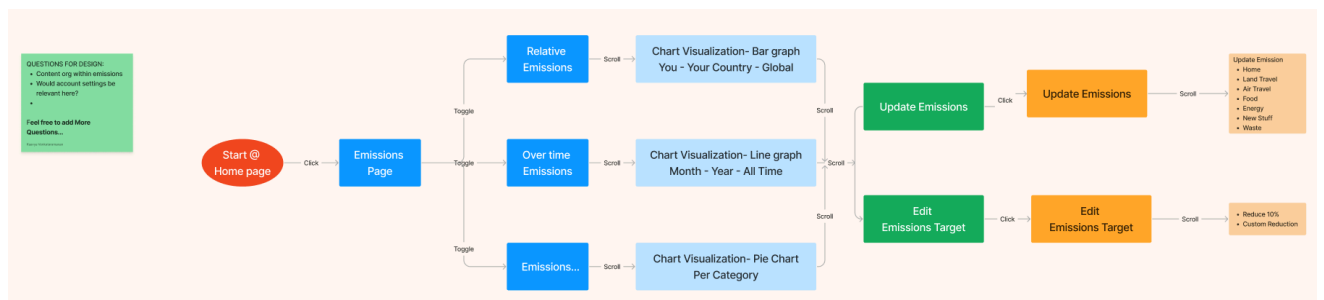 QUESTIONS FOR DESIGN:
• Content org within emissions
• Would account settings be
relevant here?
•
Feel free to add More
Questions...
Start @
Home page
Click
Emissions
Page
Toggle
Toggle
Toggle
Relative
Emissions
Scroll
Chart Visualization- Bar graph
You - Your Country - Global
Scroll
Over time
Emissions
Scroll
Chart Visualization- Line graph
Month - Year - All Time
Scroll
Emissions...
Scroll
Chart Visualization- Pie Chart
Per Category
Scroll
Update Emissions
Click
Update Emissions
Scroll
Update Emission
• Home
• Land Travel
• Air Travel
• Food
• Energy
• New Stuff
• Waste
Edit
Emissions Target
Click
Edit
Emissions Target
Scroll
• Reduce 10%
• Custom Reduction